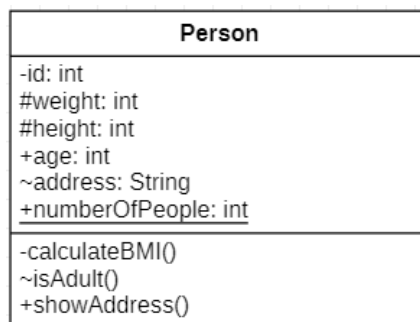 Person
-id: int
#weight: int
#height: int
+age: int
~address: String
+numberOfPeople: int
-calculateBMI()
~isAdult()
+showAddress()